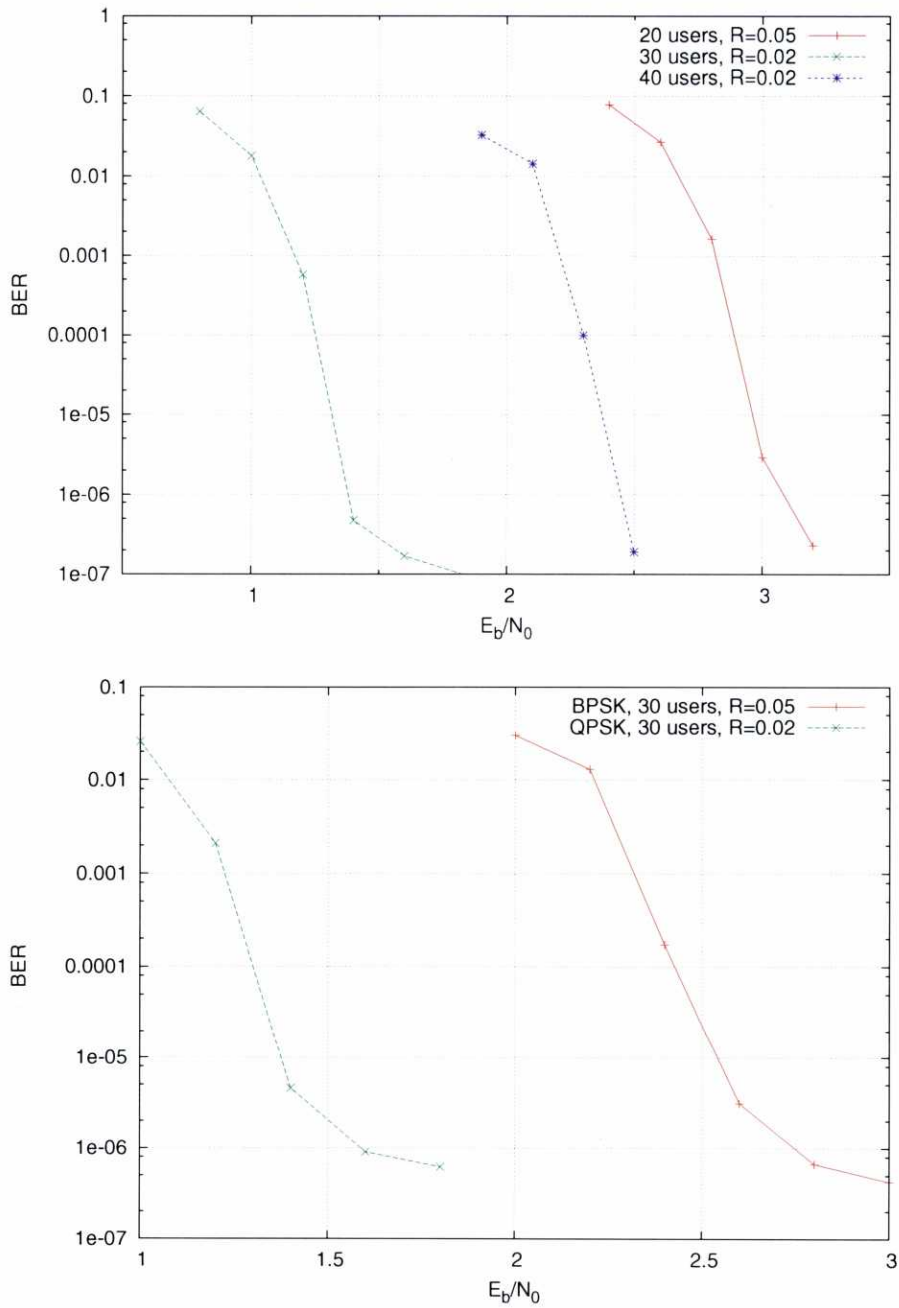 1
0.1
0.01
0.001
0.0001
1e-05
1e-06
1e-07
BER
20 users, R=0.05
30 users, R=0.02
40 users, R=0.02
1
2
3
E_b/N_0
0.1
0.01
0.001
0.0001
1e-05
1e-06
1e-07
BER
BPSK, 30 users, R=0.05
QPSK, 30 users, R=0.02
1
1.5
2
2.5
3
E_b/N_0